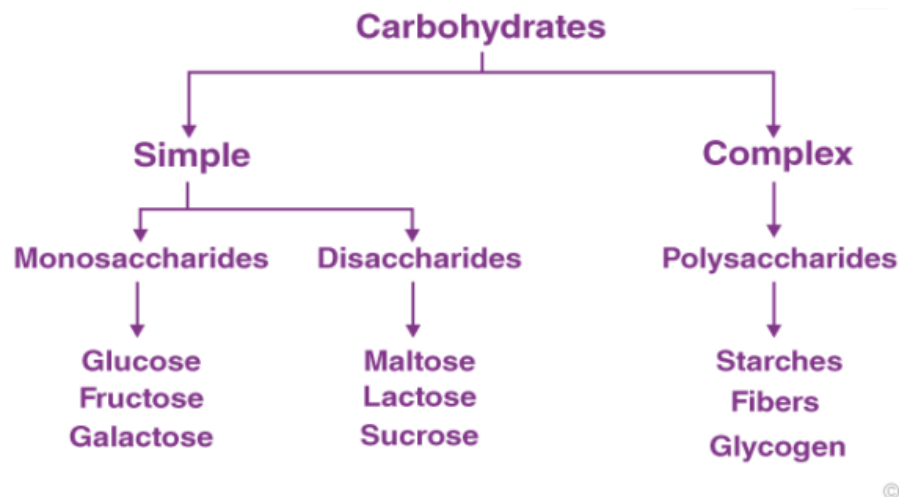 Carbohydrates
Simple
Complex
Monosaccharides
Disaccharides
Polysaccharides
Glucose
Fructose
Galactose
Maltose
Lactose
Sucrose
Starches
Fibers
Glycogen
©